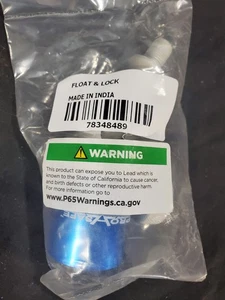 FLOAT & LOCK
MADE IN INDIA
78348489
WARNING
This product can expose you to Lead which is
known to the State of California to cause cancer,
and birth defects or other reproductive harm.
For more information go to
www.P65Warnings.ca.gov